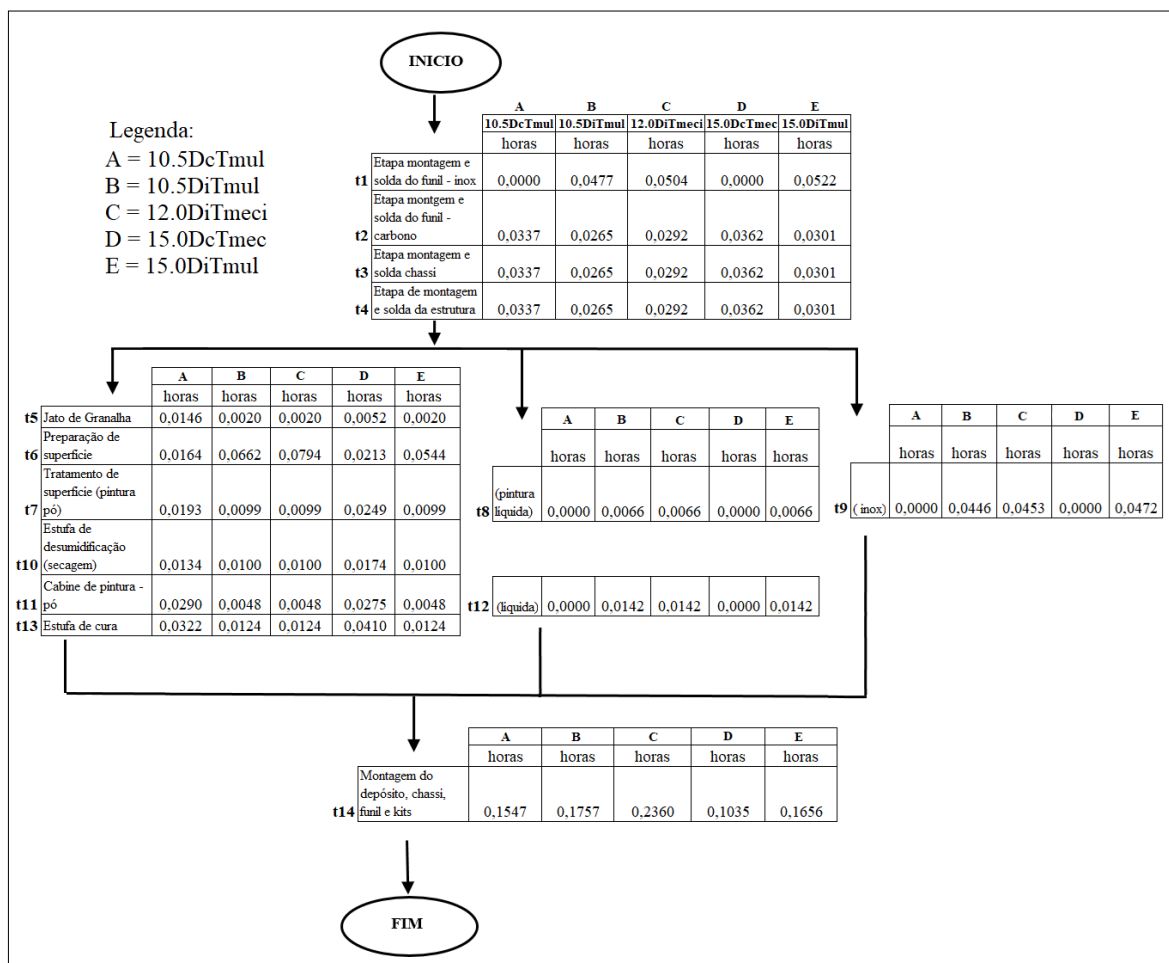 INICIO
Legenda:
A = 10.5DcTmul
B = 10.5DiTmul
C = 12.0DiTmeci
D = 15.0DcTmec
E = 15.0DiTmul
A B C D E
10.5DcTmul 10.5DiTmul 12.0DiTmeci 15.0DcTmec 15.0DiTmul
horas horas horas horas horas
Etapa montagem e
t1 solda do funil - inox 0,0000 0,0477 0,0504 0,0000 0,0522
Etapa montgem e
solda do funil -
t2 carbono 0,0337 0,0265 0,0292 0,0362 0,0301
Etapa montagem e
t3 solda chassi 0,0337 0,0265 0,0292 0,0362 0,0301
Etapa de montagem
t4 e solda da estrutura 0,0337 0,0265 0,0292 0,0362 0,0301
A B C D E
horas horas horas horas horas
t5 Jato de Granalha 0,0146 0,0020 0,0020 0,0052 0,0020
Preparação de
t6 superfície 0,0164 0,0662 0,0794 0,0213 0,0544
Tratamento de
superfície (pintura
t7 pó) 0,0193 0,0099 0,0099 0,0249 0,0099
Estufa de
desumidificação
t10 (secagem) 0,0134 0,0100 0,0100 0,0174 0,0100
Cabine de pintura -
t11 pó 0,0290 0,0048 0,0048 0,0275 0,0048
t13 Estufa de cura 0,0322 0,0124 0,0124 0,0410 0,0124
A B C D E
horas horas horas horas horas
(pintura
t8 liquida) 0,0000 0,0066 0,0066 0,0000 0,0066
t12 (liquida) 0,0000 0,0142 0,0142 0,0000 0,0142
A B C D E
horas horas horas horas horas
t9 ( inox) 0,0000 0,0446 0,0453 0,0000 0,0472
A B C D E
horas horas horas horas horas
Montagem do
depósito, chassi,
t14 funil e kits 0,1547 0,1757 0,2360 0,1035 0,1656
FIM